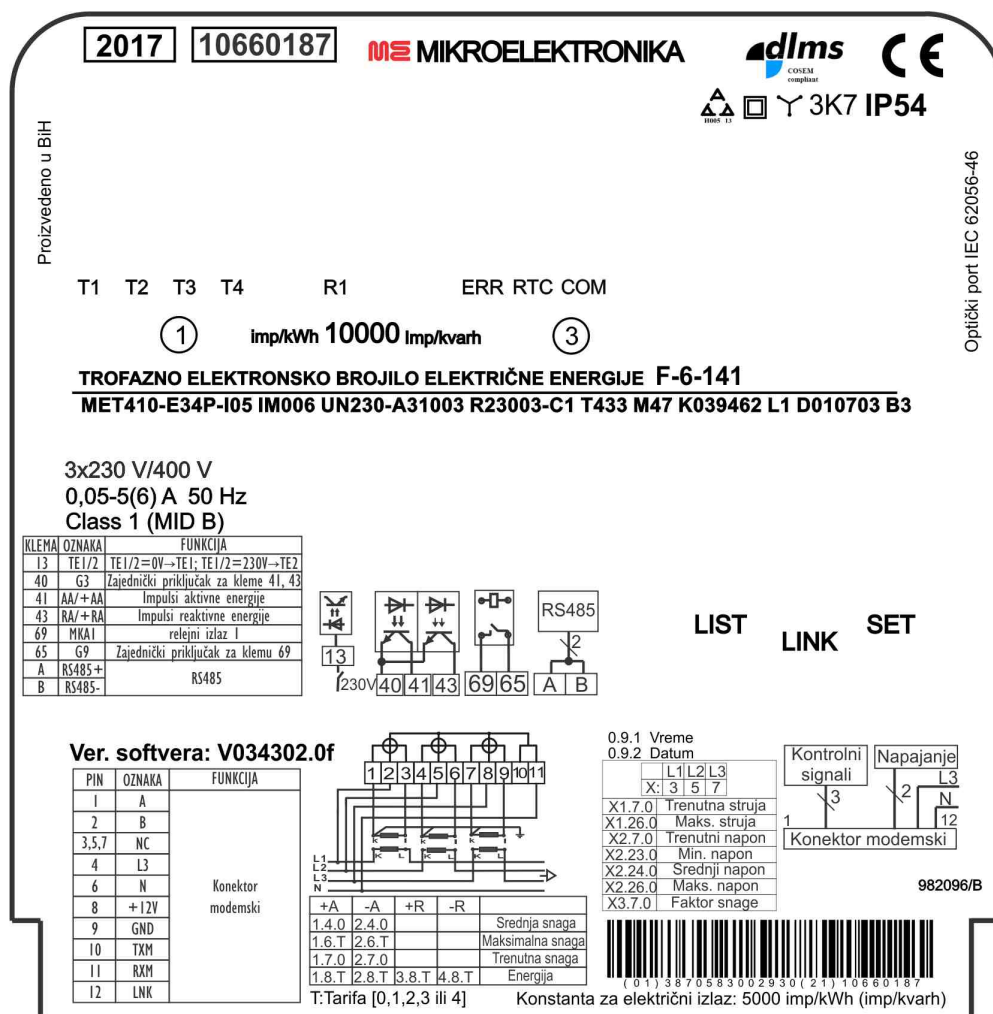 2017 10660187 ME MIKROELEKTRONIKA dlms CE
COSEM
compliant
3K7 IP54
H005 13
Proizvedeno u BiH
Optički port IEC 62056-46
T1 T2 T3 T4 R1 ERR RTC COM
1 imp/kWh 10000 Imp/kvarh 3
TROFAZNO ELEKTRONSKO BROJILO ELEKTRIČNE ENERGIJE F-6-141
MET410-E34P-I05 IM006 UN230-A31003 R23003-C1 T433 M47 K039462 L1 D010703 B3
3x230 V/400 V
0,05-5(6) A 50 Hz
Class 1 (MID B)
KLEMA OZNAKA FUNKCIJA
13 TE1/2 TE1/2=0V→TE1; TE1/2=230V→TE2
40 G3 Zajednički priključak za kleme 41, 43
41 AA/+AA Impulsi aktivne energije
43 RA/+RA Impulsi reaktivne energije
69 MKA1 relejni izlaz 1
65 G9 Zajednički priključak za klemu 69
A RS485+ RS485
B RS485-
13
230V
40 41 43
69 65
RS485
2
A B
LIST LINK SET
Ver. softvera: V034302.0f
PIN OZNAKA FUNKCIJA
1 A
2 B
3,5,7 NC
4 L3
6 N Konektor
8 +12V modemski
9 GND
10 TXM
11 RXM
12 LNK
1 2 3 4 5 6 7 8 9 10 11
k l k l k l
K L K L K L
L1
L2
L3
N
+A -A +R -R
1.4.0 2.4.0 Srednja snaga
1.6.T 2.6.T Maksimalna snaga
1.7.0 2.7.0 Trenutna snaga
1.8.T 2.8.T 3.8.T 4.8.T Energija
T:Tarifa [0,1,2,3 ili 4]
0.9.1 Vreme
0.9.2 Datum
L1 L2 L3
X: 3 5 7
X1.7.0 Trenutna struja
X1.26.0 Maks. struja
X2.7.0 Trenutni napon
X2.23.0 Min. napon
X2.24.0 Srednji napon
X2.26.0 Maks. napon
X3.7.0 Faktor snage
Kontrolni signali
Napajanje
3 2 L3
N
1 12
Konektor modemski
982096/B
(01)3870583002930(21)10660187
Konstanta za električni izlaz: 5000 imp/kWh (imp/kvarh)